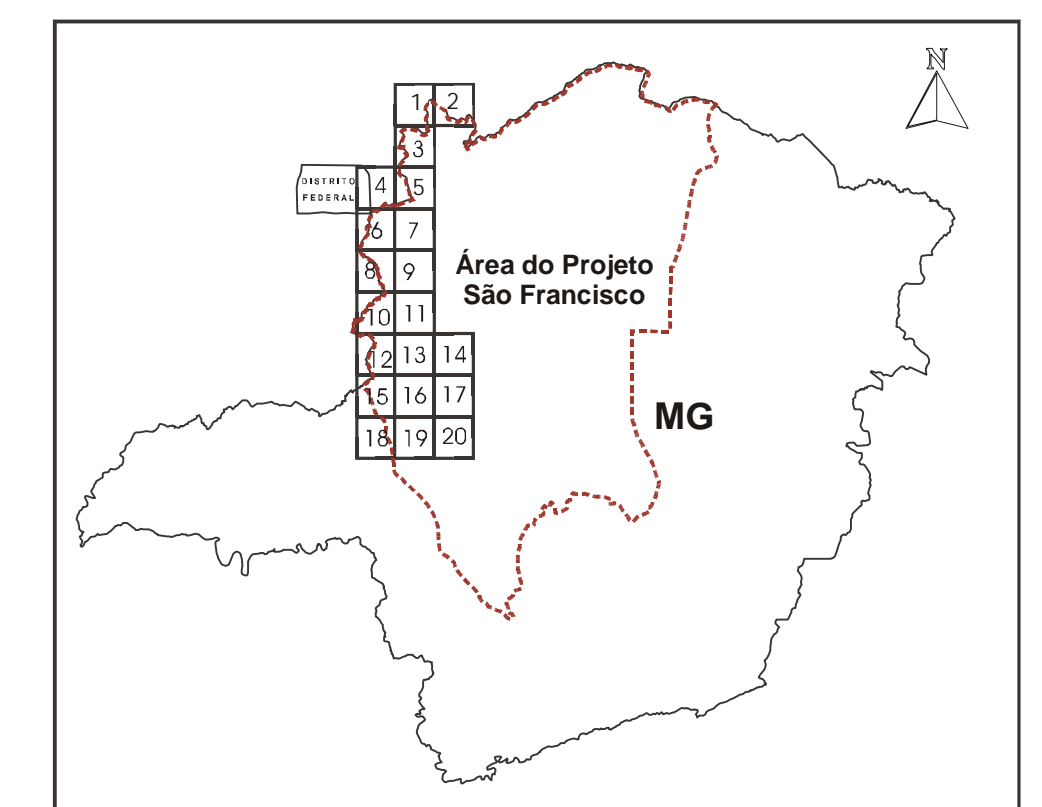 N
1 2
3
DISTRITO
FEDERAL
4 5
6 7
8 9
Área do Projeto
São Francisco
10 11
12 13 14
15 16 17
MG
18 19 20